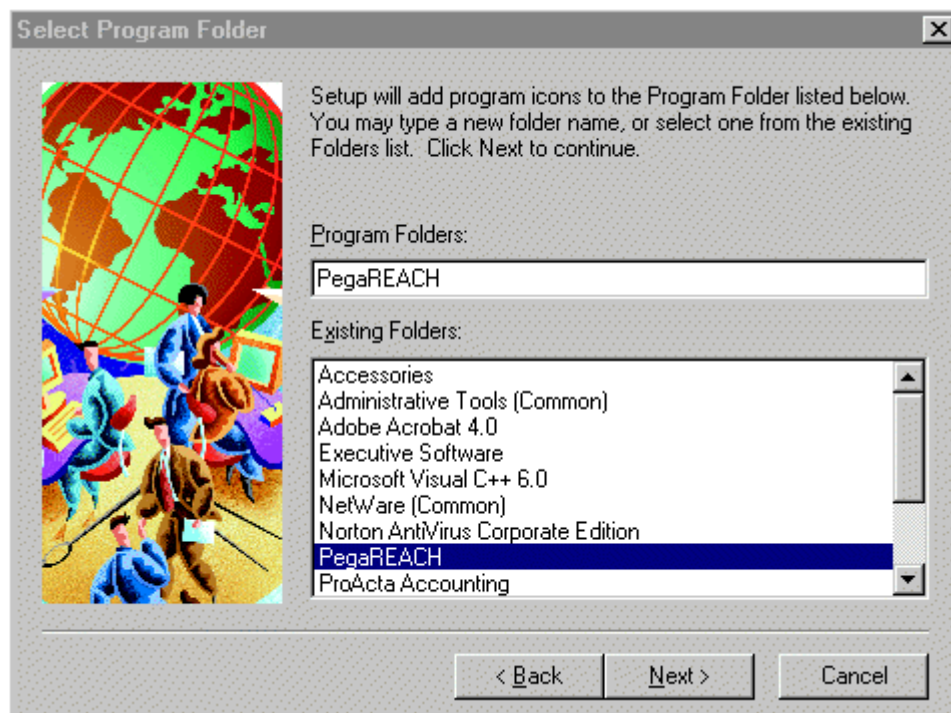 Select Program Folder
Setup will add program icons to the Program Folder listed below.
You may type a new folder name, or select one from the existing
Folders list.  Click Next to continue.
Program Folders:
PegaREACH
Existing Folders:
Accessories
Administrative Tools (Common)
Adobe Acrobat 4.0
Executive Software
Microsoft Visual C++ 6.0
NetWare (Common)
Norton AntiVirus Corporate Edition
PegaREACH
ProActa Accounting
< Back
Next >
Cancel